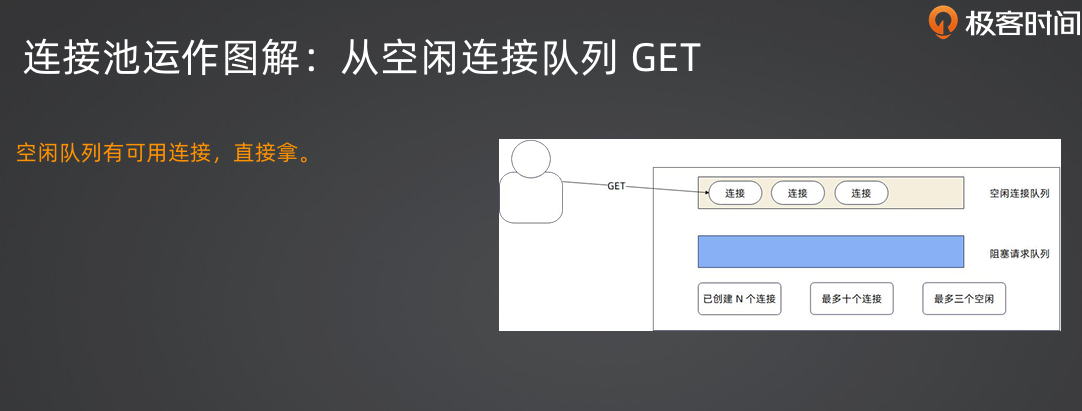 极客时间
连接池运作图解：从空闲连接队列 GET
空闲队列有可用连接，直接拿。
GET
连接 连接 连接
空闲连接队列
阻塞请求队列
已创建 N 个连接
最多十个连接
最多三个空闲